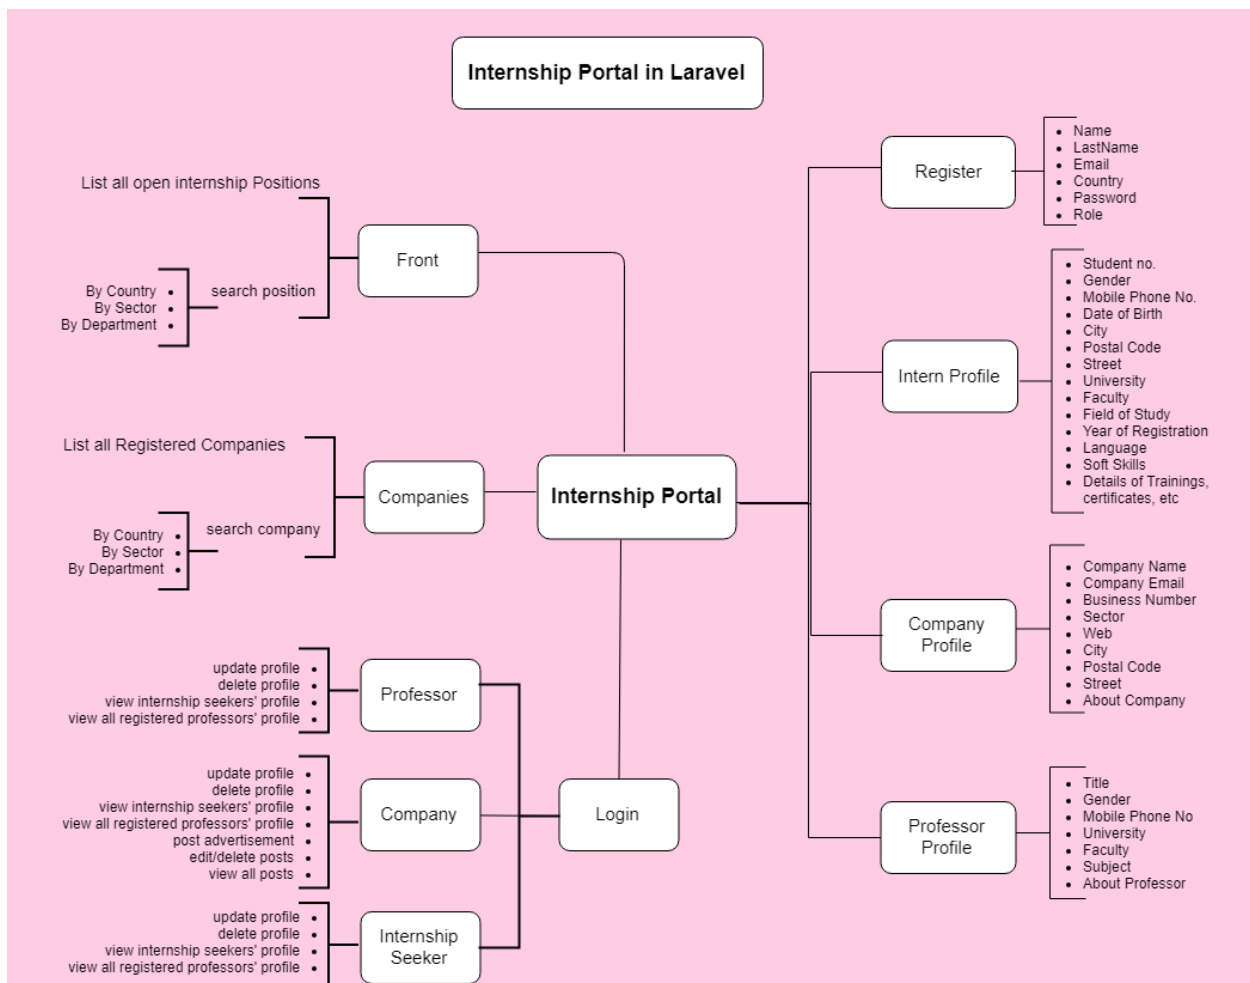 Internship Portal in Laravel
List all open internship Positions
Front
search position
By Country
By Sector
By Department
List all Registered Companies
Companies
search company
By Country
By Sector
By Department
Internship Portal
update profile
delete profile
view internship seekers' profile
view all registered professors' profile
Professor
update profile
delete profile
view internship seekers' profile
view all registered professors' profile
post advertisement
edit/delete posts
view all posts
Company
Login
update profile
delete profile
view internship seekers' profile
view all registered professors' profile
Internship
Seeker
Register
Name
LastName
Email
Country
Password
Role
Intern Profile
Student no.
Gender
Mobile Phone No.
Date of Birth
City
Postal Code
Street
University
Faculty
Field of Study
Year of Registration
Language
Soft Skills
Details of Trainings,
certificates, etc
Company
Profile
Company Name
Company Email
Business Number
Sector
Web
City
Postal Code
Street
About Company
Professor
Profile
Title
Gender
Mobile Phone No
University
Faculty
Subject
About Professor